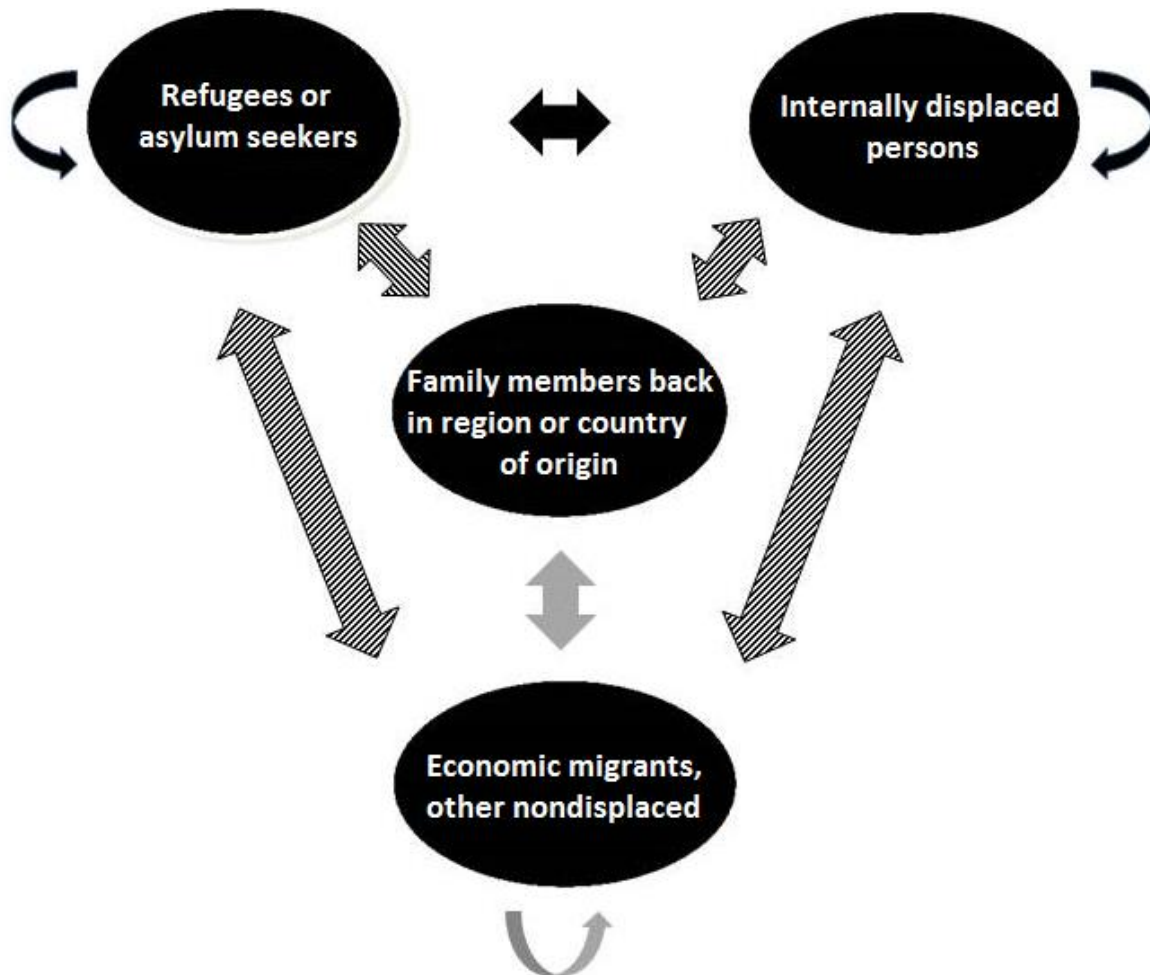 Refugees or
asylum seekers
Internally displaced
persons
Family members back
in region or country
of origin
Economic migrants,
other nondisplaced